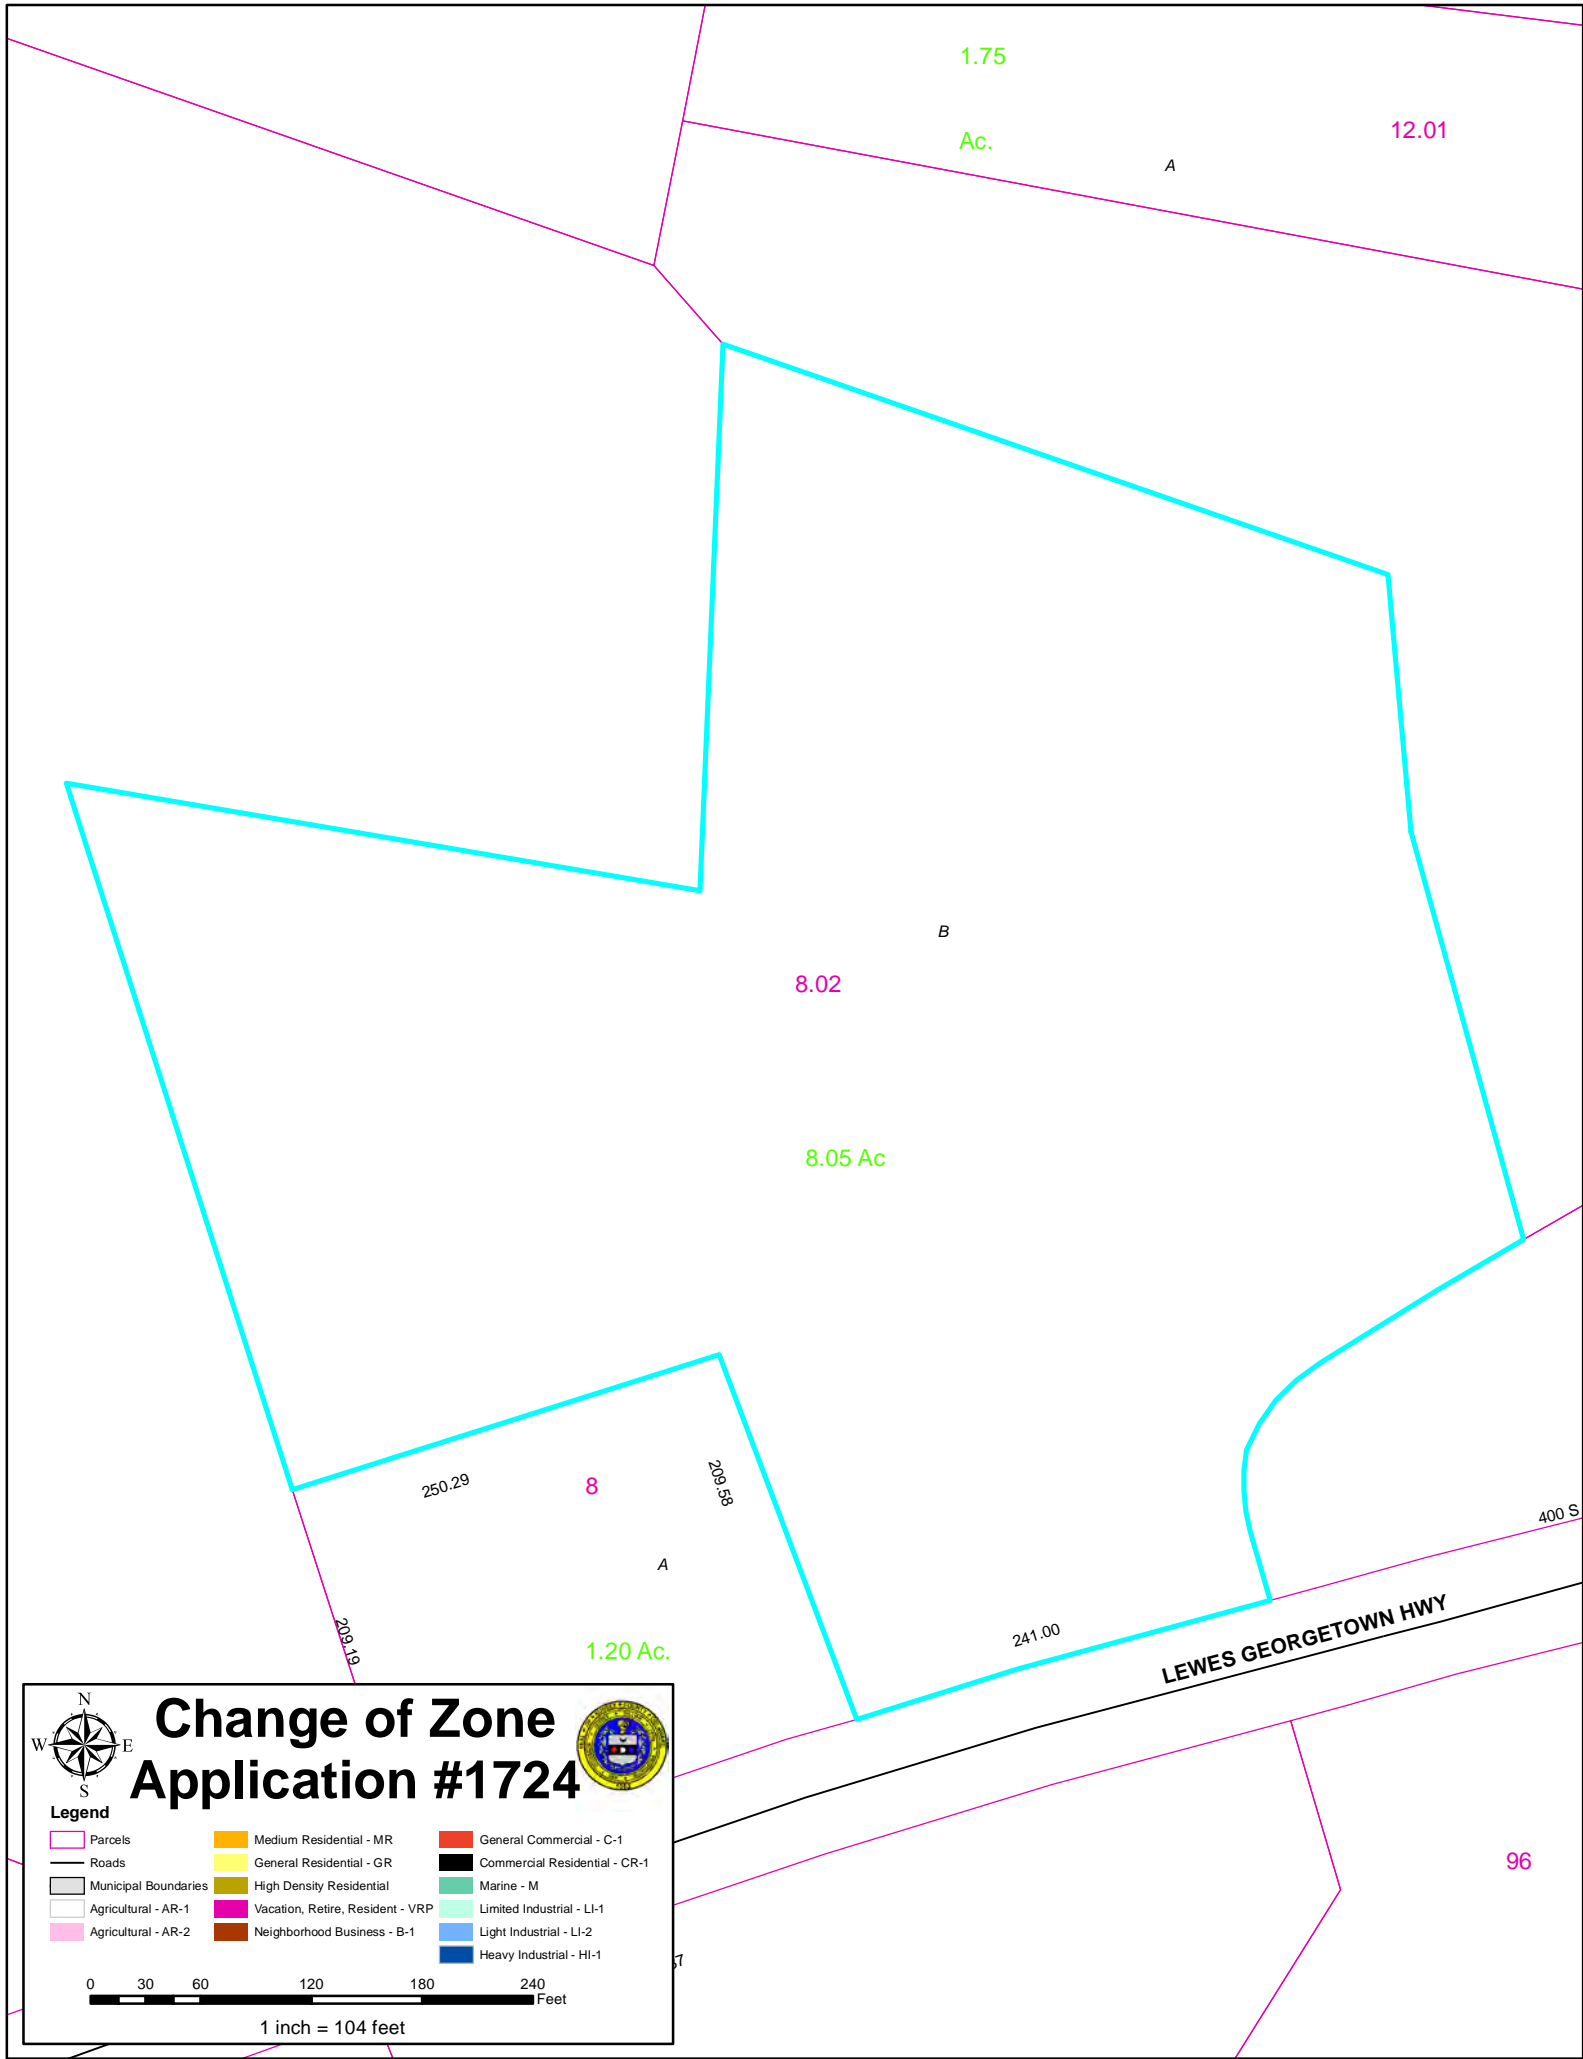 1.75
12.01
Ac.
A
B
8.02
8.05 Ac
250.29
8
209.58
400 S
A
LEWES GEORGETOWN HWY
209.19
241.00
1.20 Ac.
N
W E
S
Change of Zone
Application #1724
Legend
Parcels
Roads
Municipal Boundaries
Agricultural - AR-1
Agricultural - AR-2
Medium Residential - MR
General Residential - GR
High Density Residential
Vacation, Retire, Resident - VRP
Neighborhood Business - B-1
General Commercial - C-1
Commercial Residential - CR-1
Marine - M
Limited Industrial - LI-1
Light Industrial - LI-2
Heavy Industrial - HI-1
96
0 30 60 120 180 240
Feet
1 inch = 104 feet